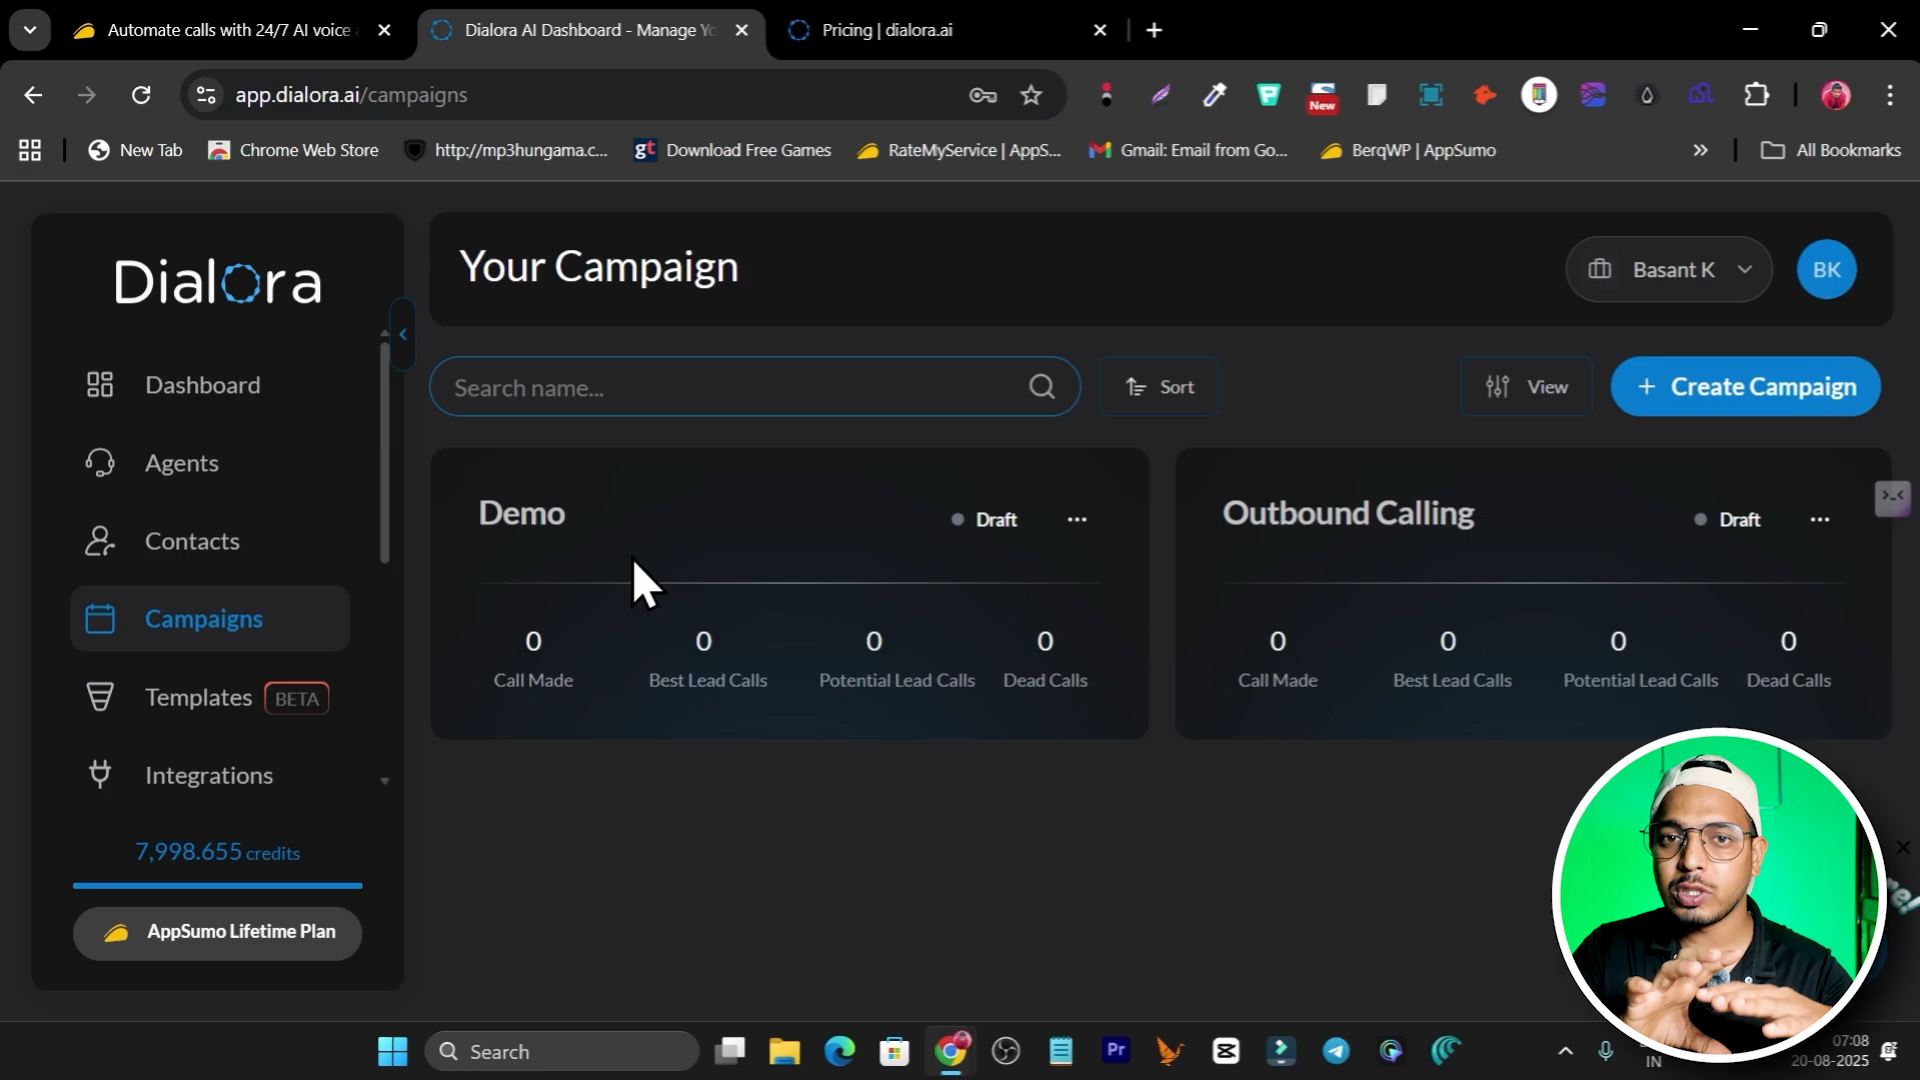 Automate calls with 24/7 AI voice
Dialora AI Dashboard - Manage Yo
Pricing | dialora.ai
app.dialora.ai/campaigns
New
New Tab
Chrome Web Store
http://mp3hungama.c...
gt
Download Free Games
RateMyService | AppS...
Gmail: Email from Go...
BerqWP | AppSumo
All Bookmarks
Dialora
Your Campaign
Basant K
BK
Search name...
Sort
View
+ Create Campaign
Dashboard
Agents
Contacts
Campaigns
Templates BETA
Integrations
7,998.655 credits
AppSumo Lifetime Plan
Demo
Draft
0
Call Made
0
Best Lead Calls
0
Potential Lead Calls
0
Dead Calls
Outbound Calling
Draft
0
Call Made
0
Best Lead Calls
0
Potential Lead Calls
0
Dead Calls
Search
Pr
IN
07:08
20-08-2025